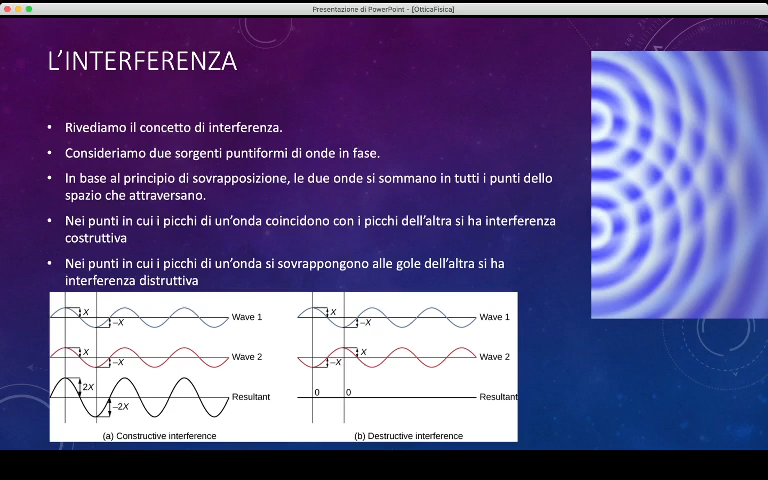 Presentazione di PowerPoint - [OtticaFisica]
L'INTERFERENZA
• Rivediamo il concetto di interferenza.
• Consideriamo due sorgenti puntiformi di onde in fase.
• In base al principio di sovrapposizione, le due onde si sommano in tutti i punti dello
spazio che attraversano.
• Nei punti in cui i picchi di un'onda coincidono con i picchi dell'altra si ha interferenza
costruttiva
• Nei punti in cui i picchi di un'onda si sovrappongono alle gole dell'altra si ha
interferenza distruttiva
X
–X
Wave 1
X
–X
Wave 2
2X
–2X
Resultant
(a) Constructive interference
X
–X
Wave 1
–X
X
Wave 2
0
0
Resultant
(b) Destructive interference